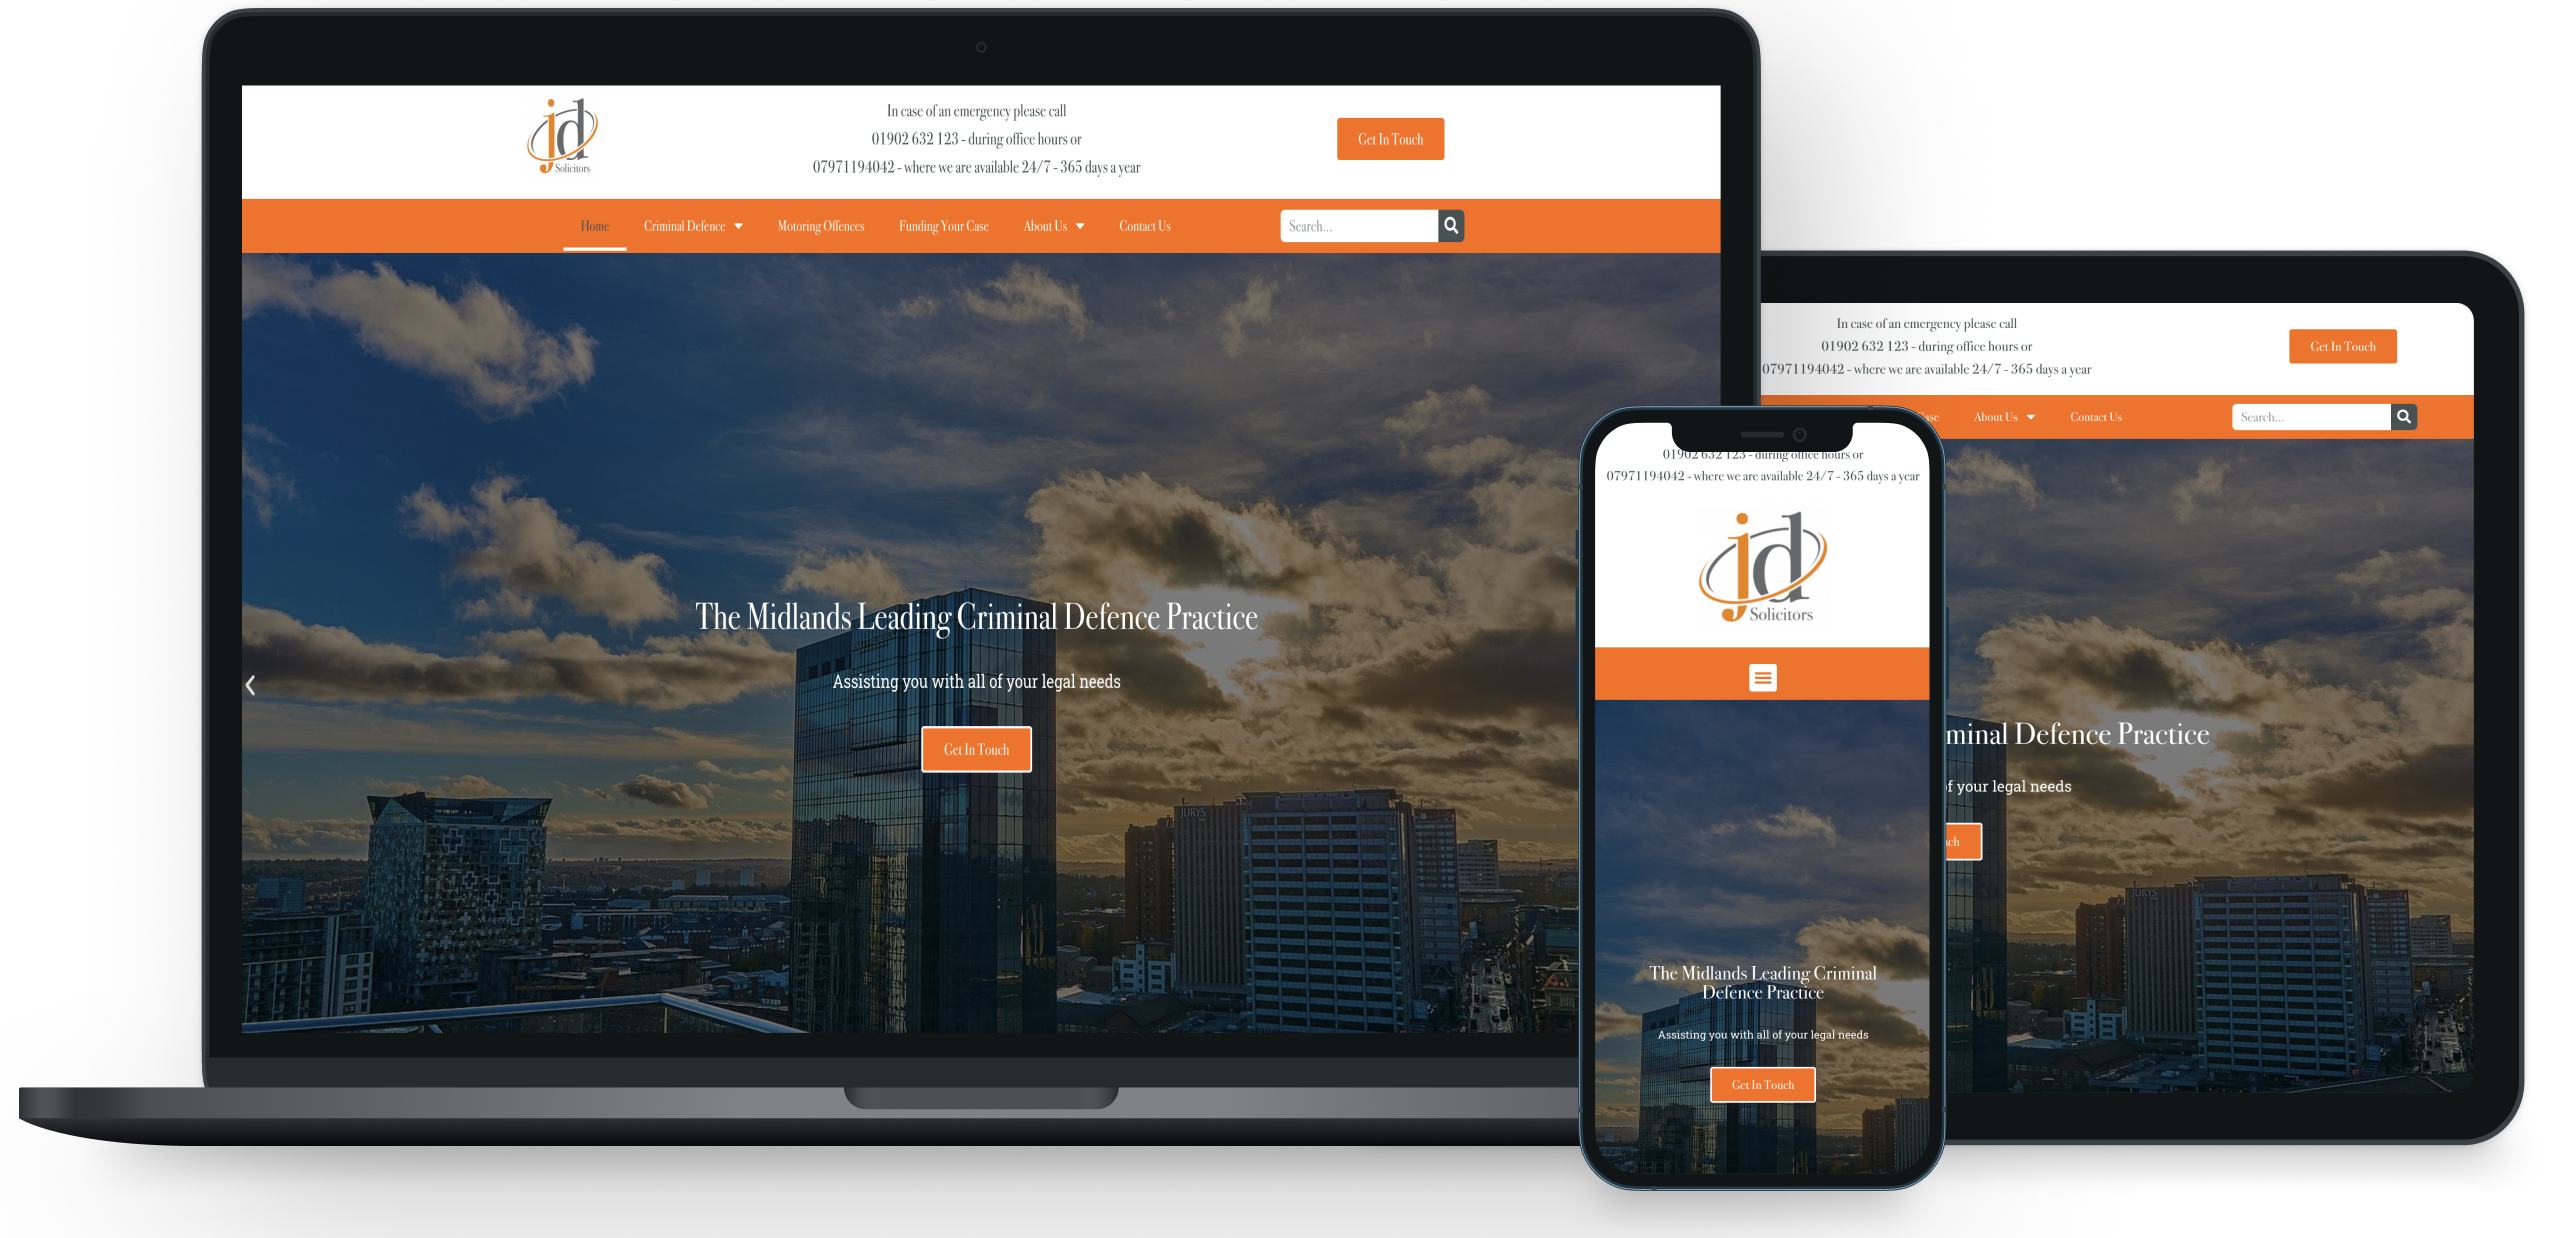 jd
Solicitors
In case of an emergency please call
01902 632 123 - during office hours or
07971194042 - where we are available 24/7 - 365 days a year
Get In Touch
Home
Criminal Defence
Motoring Offences
Funding Your Case
About Us
Contact Us
Search...
The Midlands Leading Criminal Defence Practice
Assisting you with all of your legal needs
Get In Touch
JURYS
In case of an emergency please call
01902 632 123 - during office hours or
07971194042 - where we are available 24/7 - 365 days a year
Get In Touch
Case
About Us
Contact Us
Search...
minal Defence Practice
of your legal needs
uch
JURYS
01902 632 123 - during office hours or
07971194042 - where we are available 24/7 - 365 days a year
jd
Solicitors
The Midlands Leading Criminal
Defence Practice
Assisting you with all of your legal needs
Get In Touch